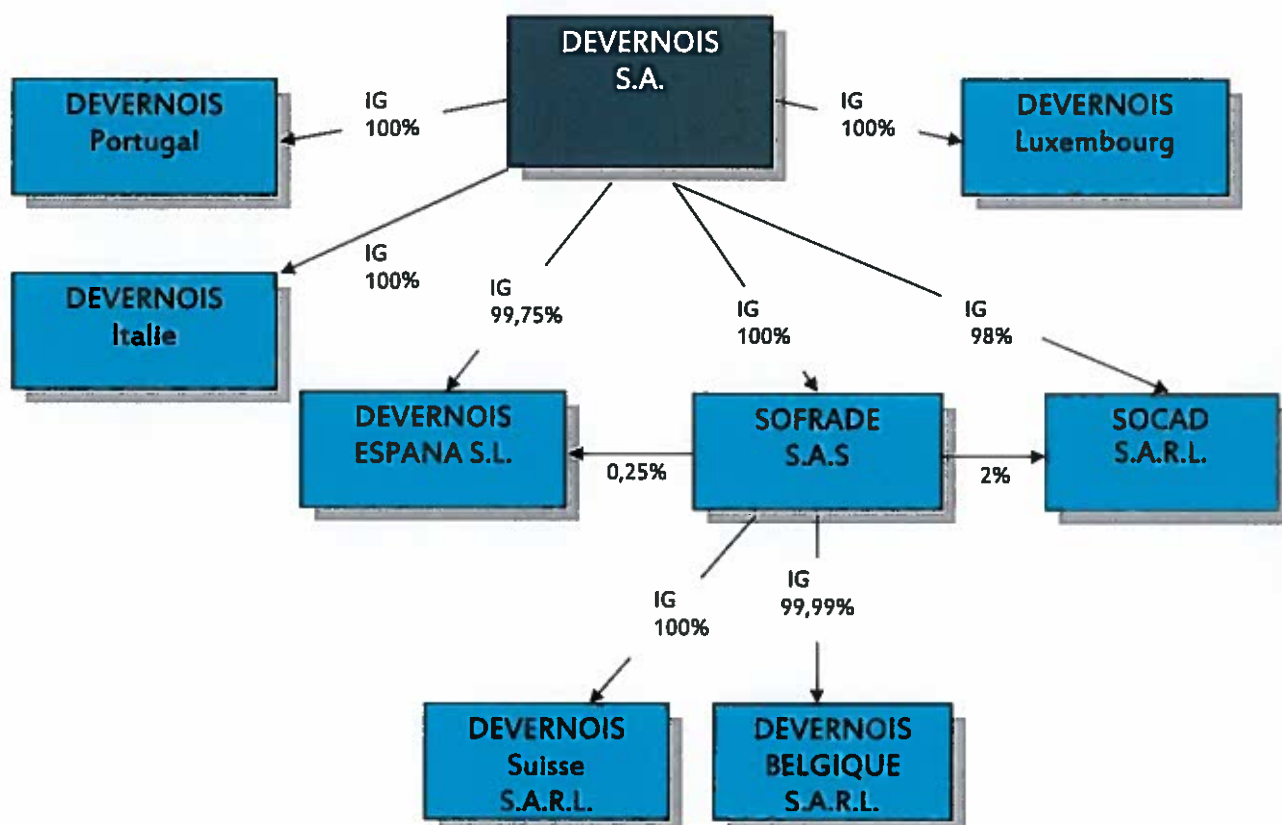 DEVERNOIS
S.A.
DEVERNOIS
Portugal
IG
100%
IG
100%
DEVERNOIS
Luxembourg
DEVERNOIS
Italie
IG
100%
IG
99,75%
IG
100%
IG
98%
DEVERNOIS
ESPANA S.L.
0,25%
SOFRADE
S.A.S
2%
SOCAD
S.A.R.L.
IG
100%
IG
99,99%
DEVERNOIS
Suisse
S.A.R.L.
DEVERNOIS
BELGIQUE
S.A.R.L.